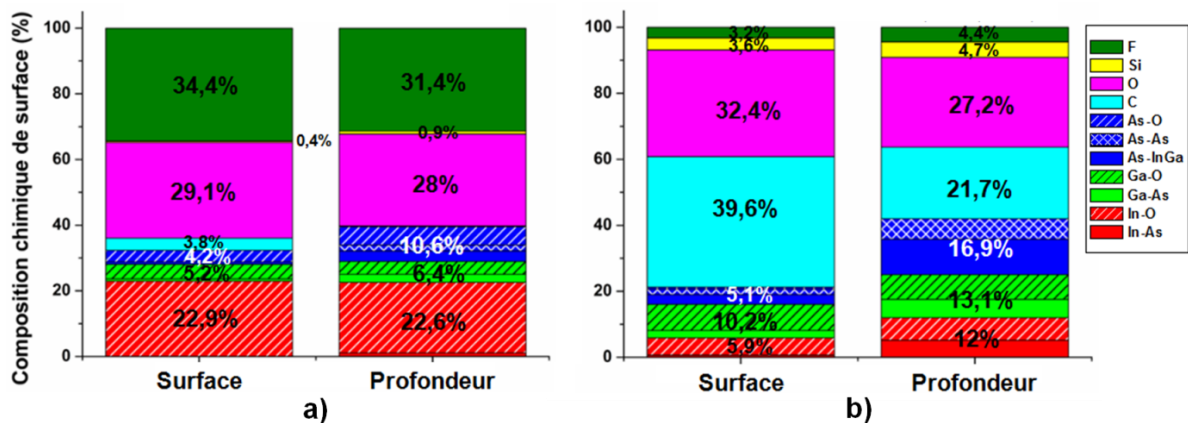 Composition chimique de surface (%)
100
80
60
40
20
0
34,4%
0,4%
29,1%
3,8%
4,2%
5,2%
22,9%
31,4%
0,9%
28%
10,6%
6,4%
22,6%
Surface
Profondeur
a)
100
80
60
40
20
0
3,2%
3,6%
32,4%
39,6%
5,1%
10,2%
5,9%
4,4%
4,7%
27,2%
21,7%
16,9%
13,1%
12%
Surface
Profondeur
b)
F
Si
O
C
As-O
As-As
As-InGa
Ga-O
Ga-As
In-O
In-As